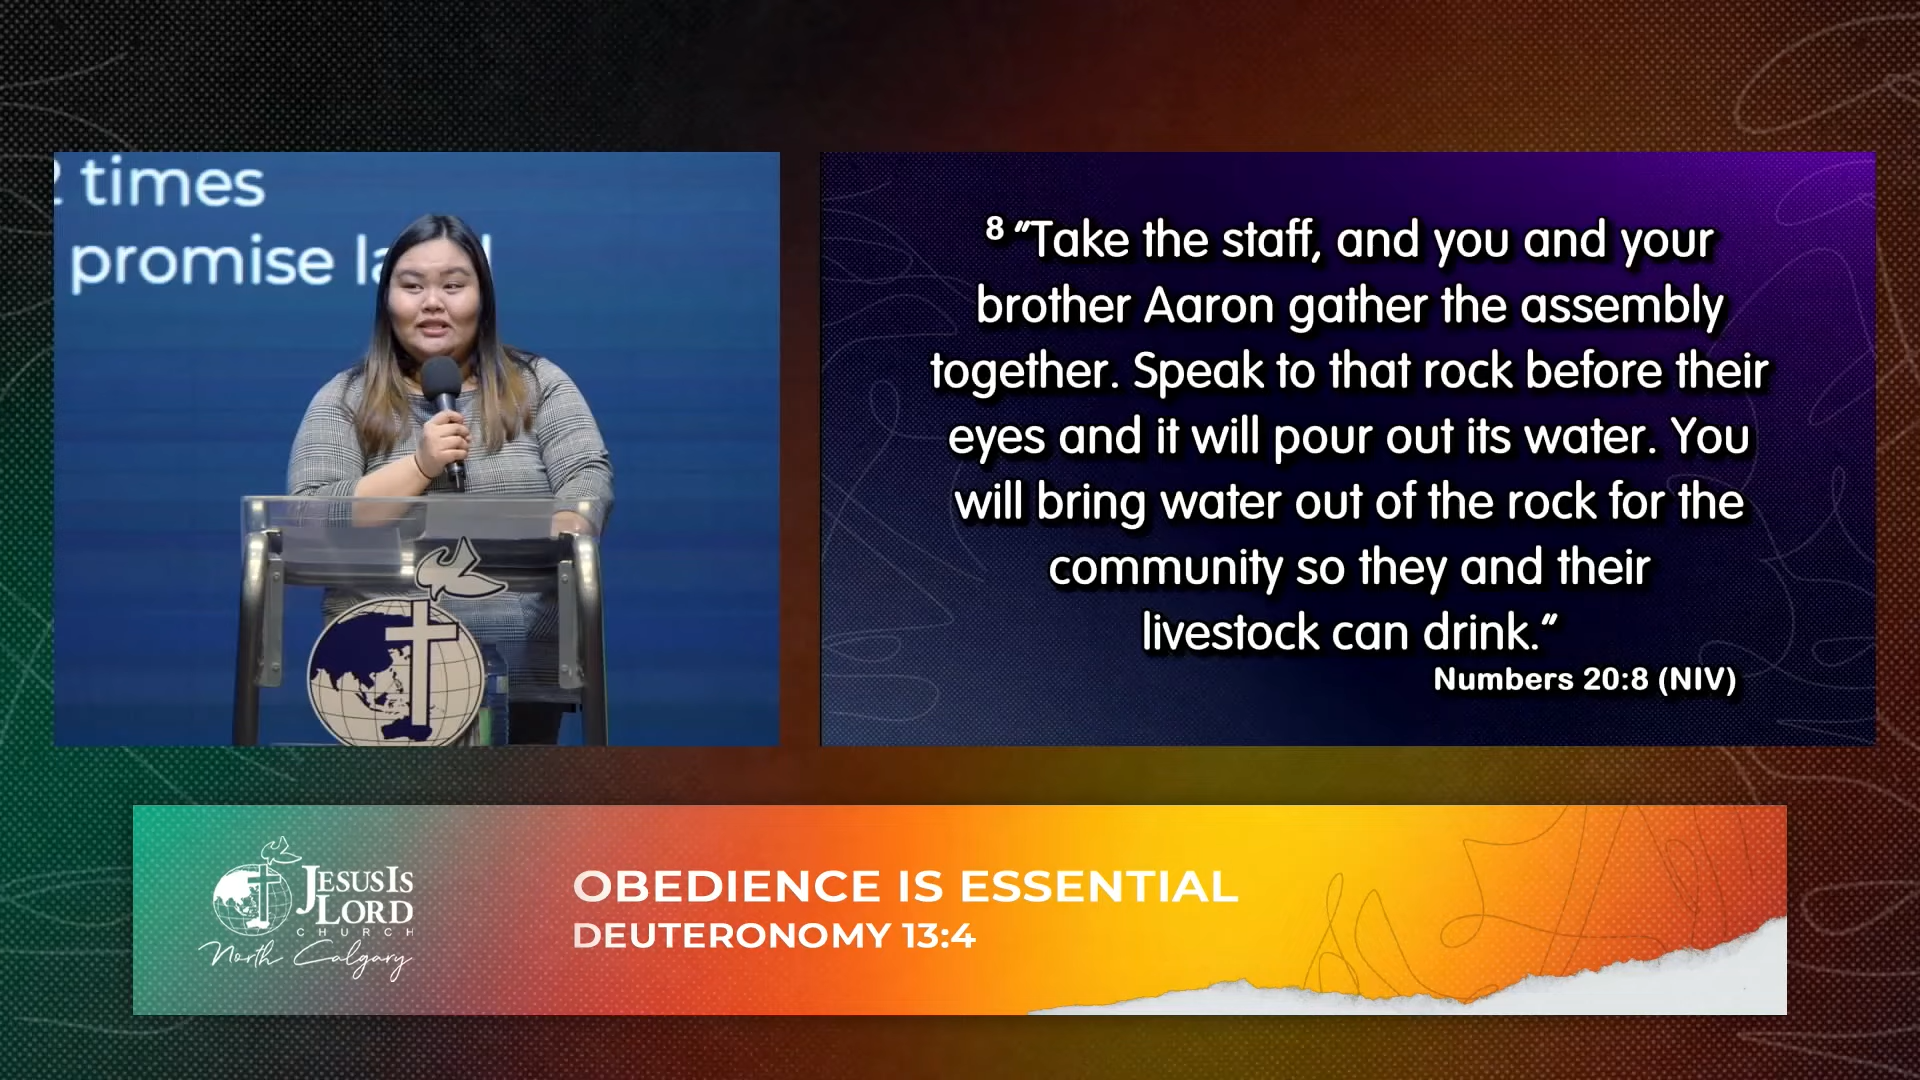 times
promise
8 “Take the staff, and you and your
brother Aaron gather the assembly
together. Speak to that rock before their
eyes and it will pour out its water. You
will bring water out of the rock for the
community so they and their
livestock can drink.”
Numbers 20:8 (NIV)
JESUS IS
LORD
CHURCH
North Calgary
OBEDIENCE IS ESSENTIAL
DEUTERONOMY 13:4